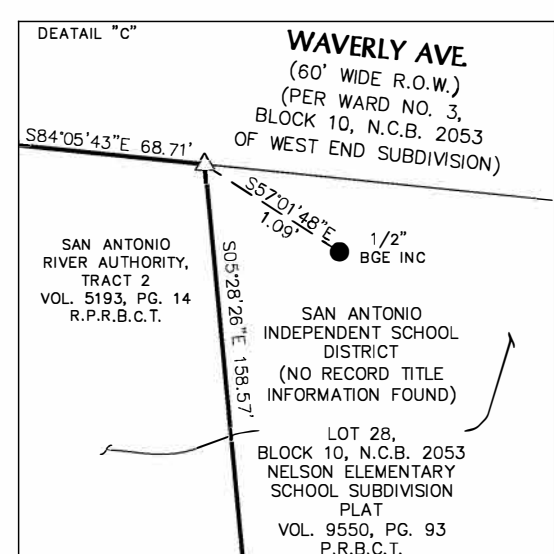 DEATAIL "C"
WAVERLY AVE.
(60' WIDE R.O.W.)
(PER WARD NO. 3,
BLOCK 10, N.C.B. 2053
OF WEST END SUBDIVISION)
S84°05'43"E 68.71'
S57°01'48"E
1.09'
1/2"
BGE INC
SAN ANTONIO
RIVER AUTHORITY,
TRACT 2
VOL. 5193, PG. 14
R.P.R.B.C.T.
S05°28'26"E 158.57'
SAN ANTONIO
INDEPENDENT SCHOOL
DISTRICT
(NO RECORD TITLE
INFORMATION FOUND)
LOT 28,
BLOCK 10, N.C.B. 2053
NELSON ELEMENTARY
SCHOOL SUBDIVISION
PLAT
VOL. 9550, PG. 93
P.R.B.C.T.